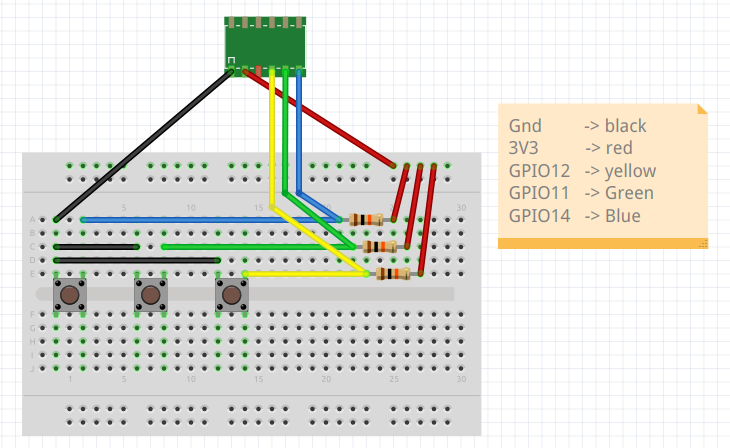 Gnd -> black
3V3 -> red
GPIO12 -> yellow
GPIO11 -> Green
GPIO14 -> Blue
5 10 15 20 25 30
A
B
C
D
E
F
G
H
I
J
1 5 10 15 20 25 30